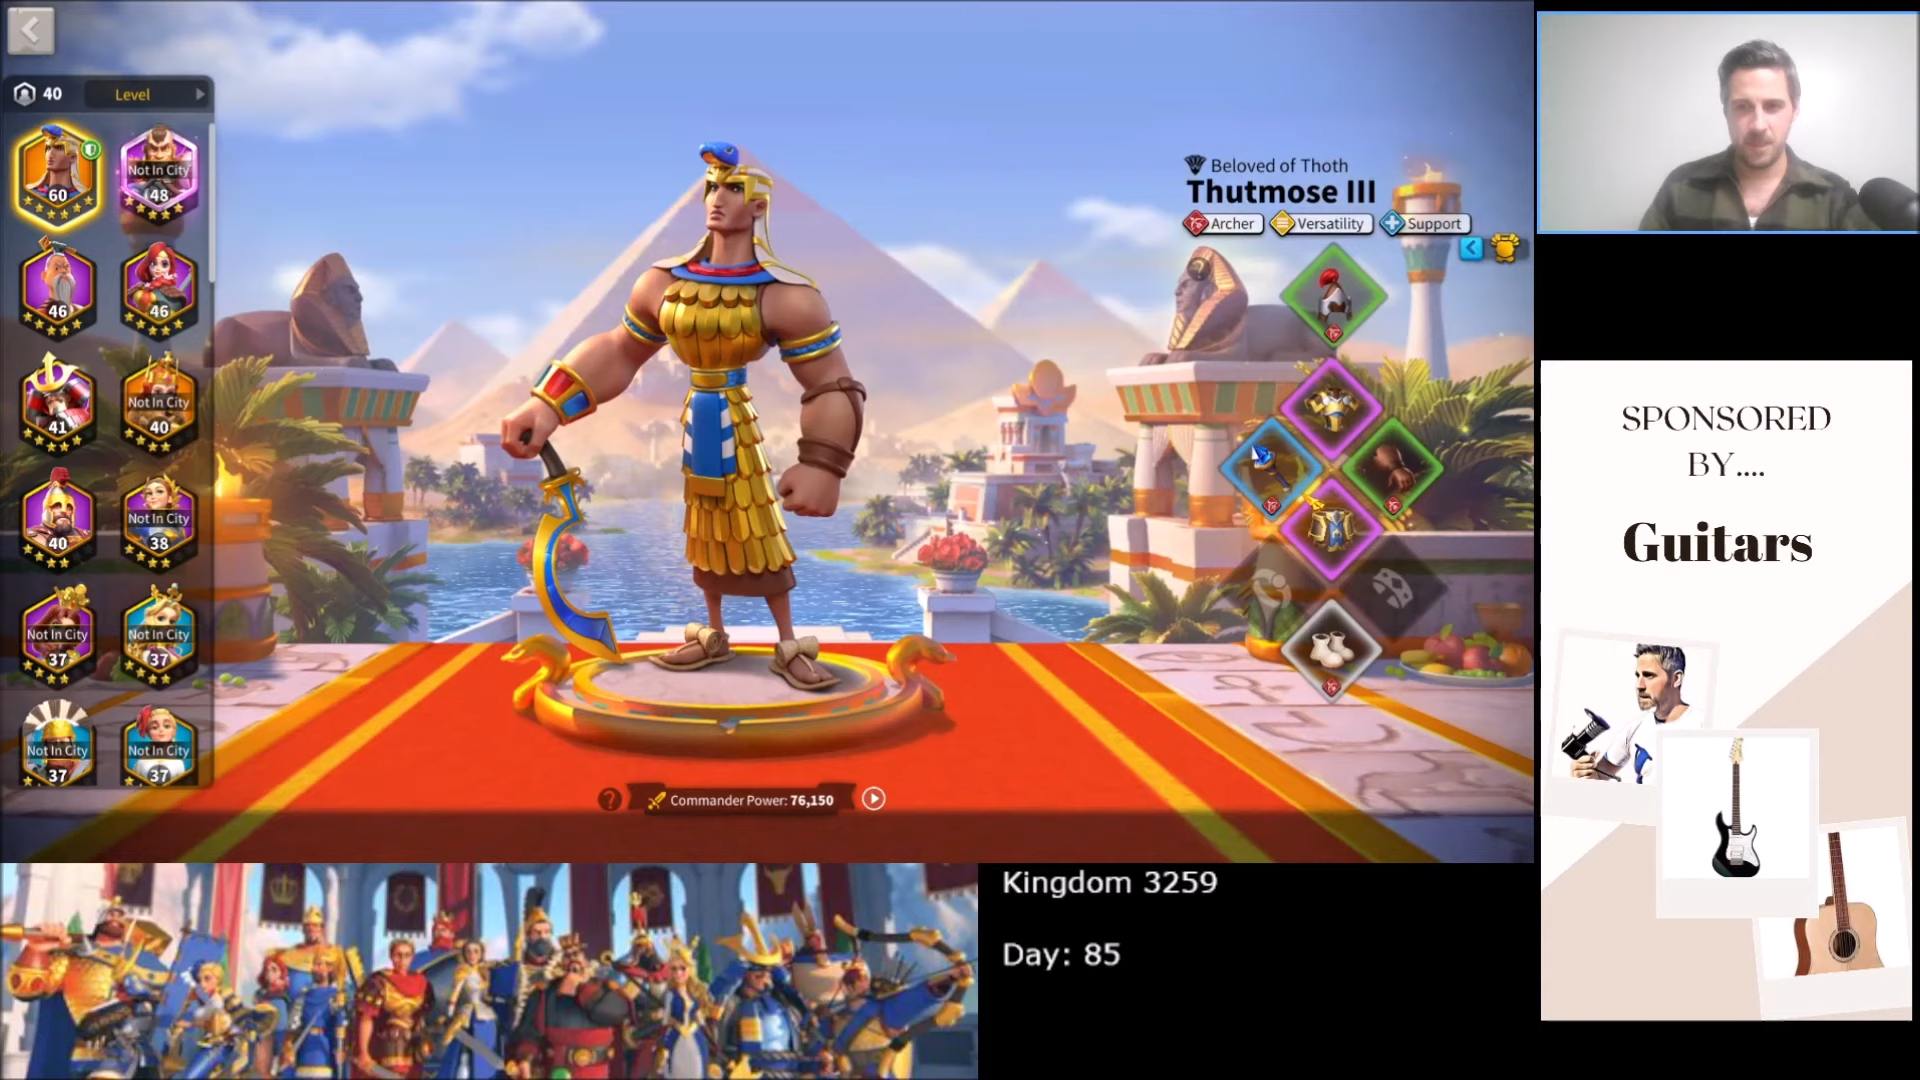 40
Level
60
Not In City
48
46
46
41
Not In City
40
40
Not In City
38
Not In City
37
Not In City
37
Not In City
37
Not In City
37
Beloved of Thoth
Thutmose III
Archer
Versatility
Support
? Commander Power: 76,150
Kingdom 3259
Day: 85
SPONSORED
BY....
Guitars